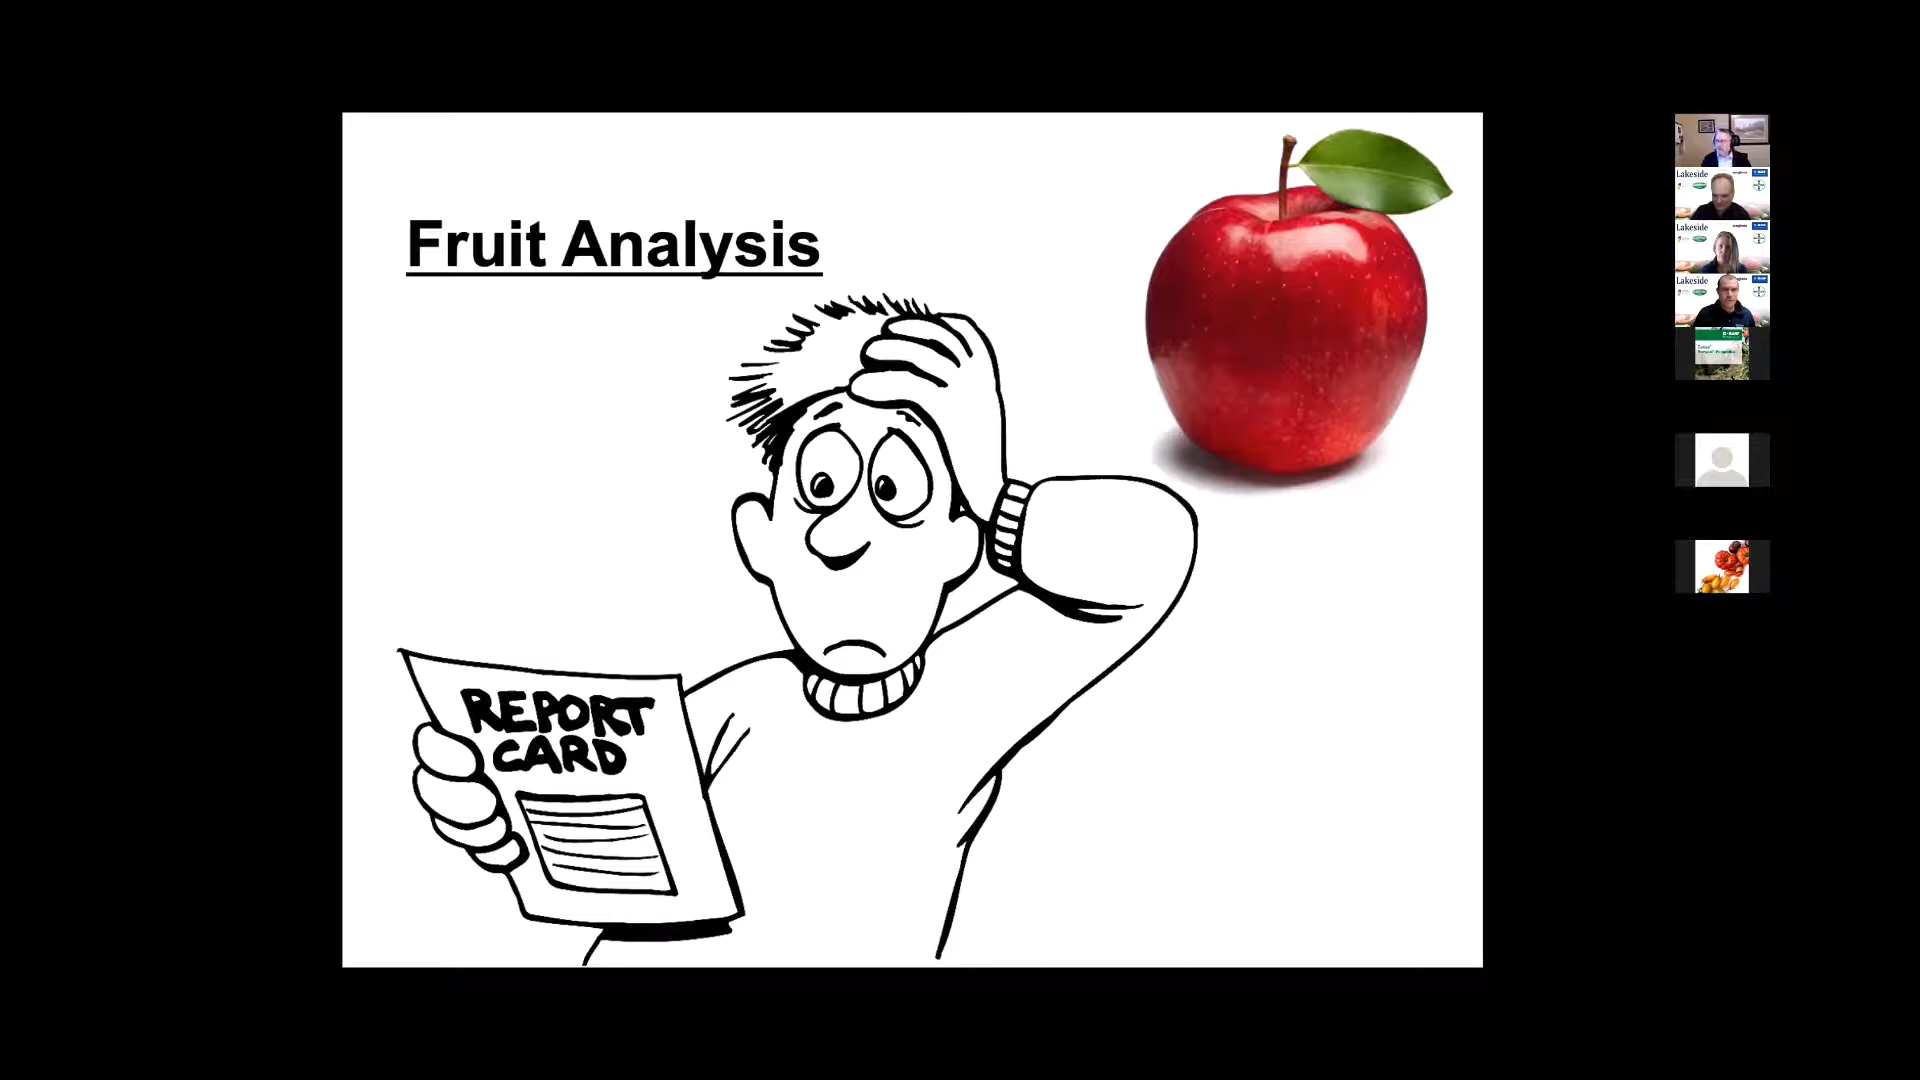 Fruit Analysis
REPORT
CARD
Lakeside
Lakeside
Lakeside